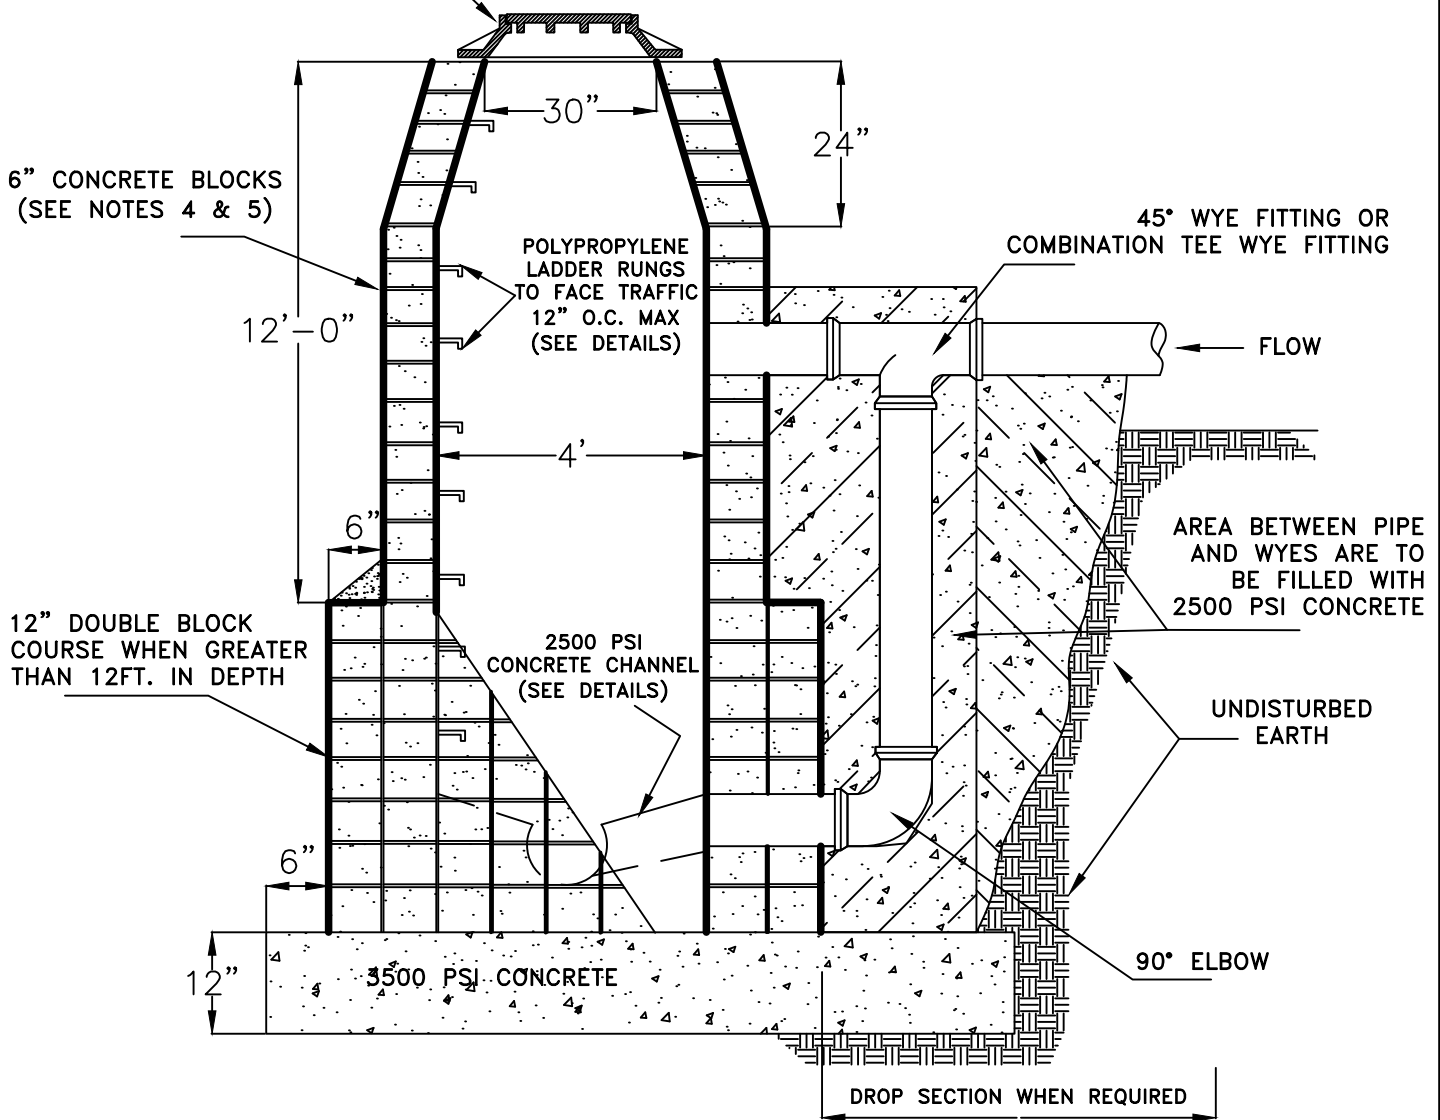 30”
24”
6” CONCRETE BLOCKS
(SEE NOTES 4 & 5)
45° WYE FITTING OR
COMBINATION TEE WYE FITTING
POLYPROPYLENE
LADDER RUNGS
TO FACE TRAFFIC
12” O.C. MAX
(SEE DETAILS)
12’-0”
FLOW
4’
6”
AREA BETWEEN PIPE
AND WYES ARE TO
BE FILLED WITH
2500 PSI CONCRETE
12” DOUBLE BLOCK
COURSE WHEN GREATER
THAN 12FT. IN DEPTH
2500 PSI
CONCRETE CHANNEL
(SEE DETAILS)
UNDISTURBED
EARTH
6”
90° ELBOW
12”
3500 PSI CONCRETE
DROP SECTION WHEN REQUIRED